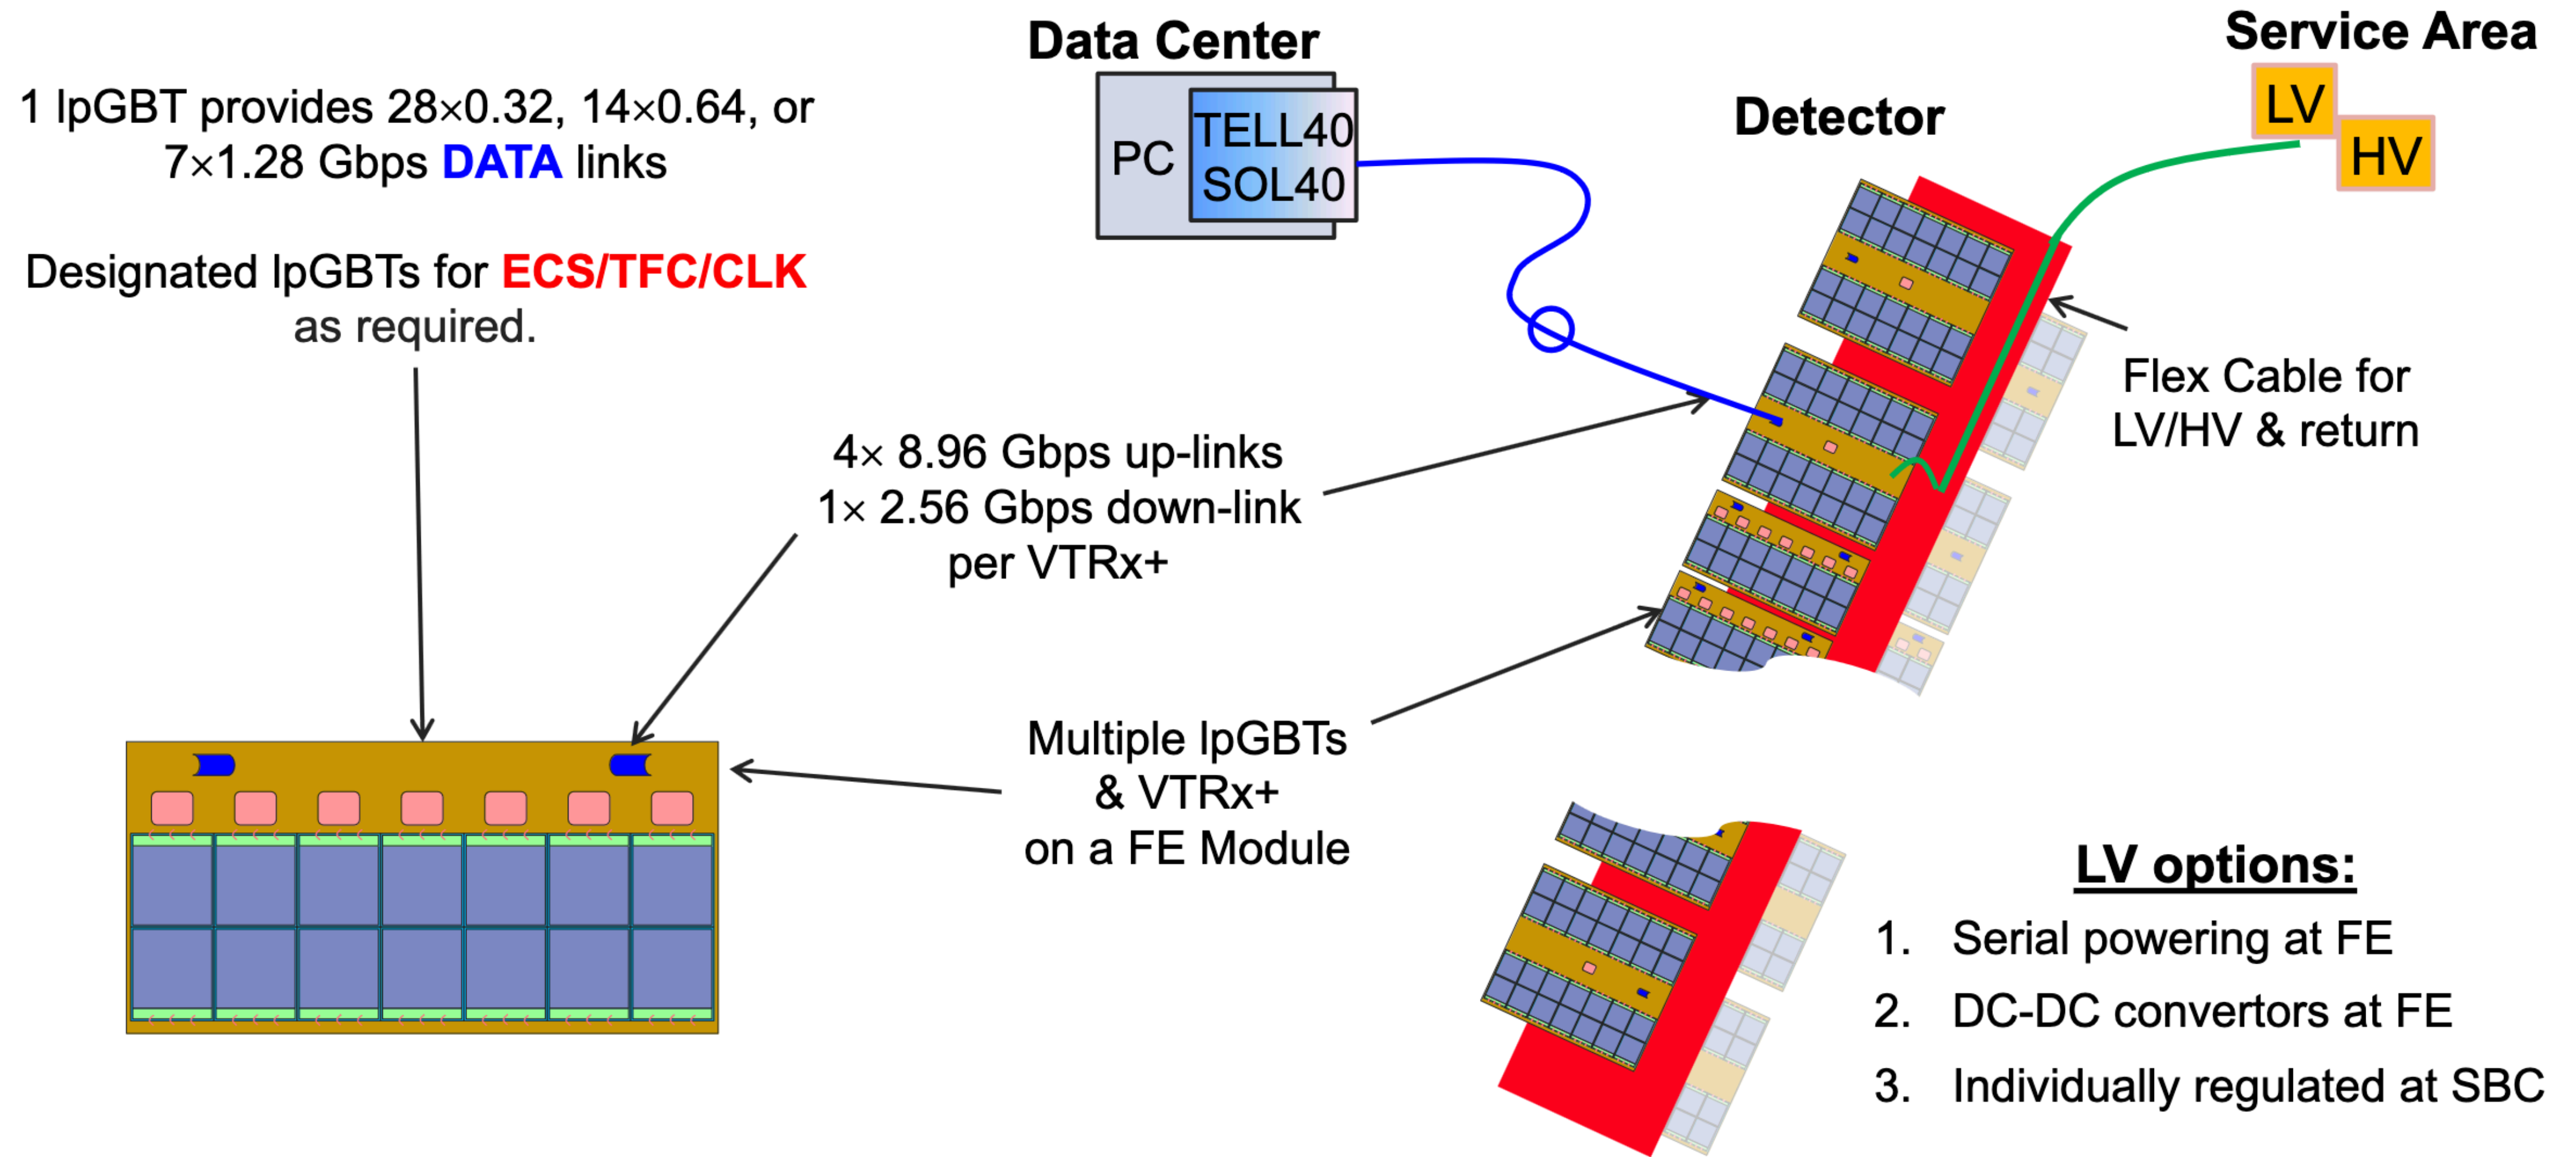 1 lpGBT provides 28×0.32, 14×0.64, or
7×1.28 Gbps DATA links
Designated lpGBTs for ECS/TFC/CLK
as required.
Data Center
PC
TELL40
SOL40
Detector
Service Area
LV
HV
Flex Cable for
LV/HV & return
4× 8.96 Gbps up-links
1× 2.56 Gbps down-link
per VTRx+
Multiple lpGBTs
& VTRx+
on a FE Module
LV options:
1. Serial powering at FE
2. DC-DC convertors at FE
3. Individually regulated at SBC